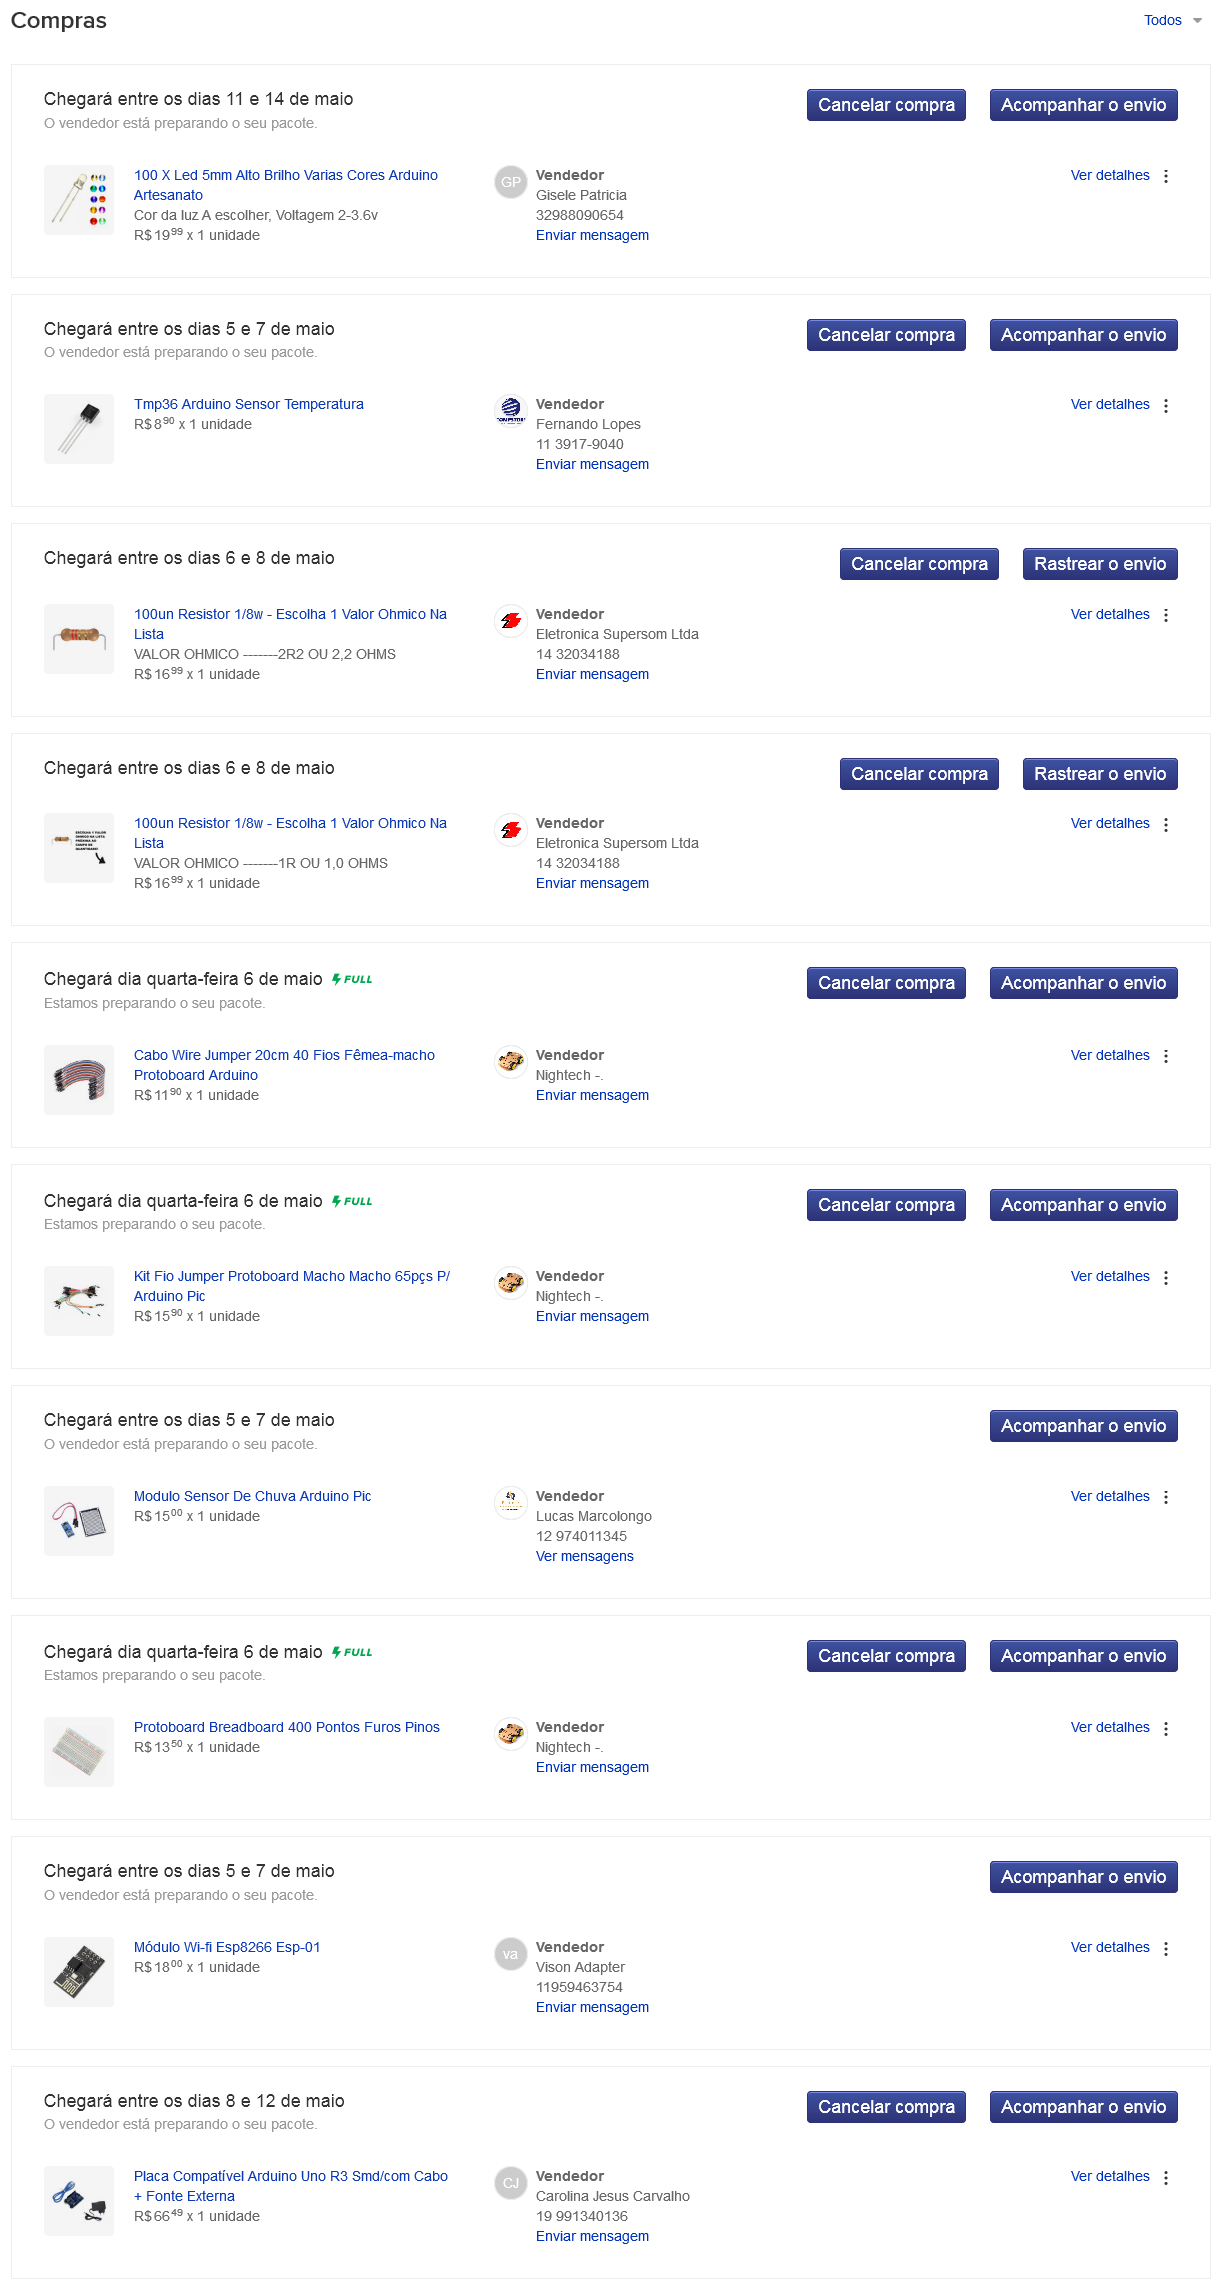 Compras
Todos
Chegará entre os dias 11 e 14 de maio
Cancelar compra
Acompanhar o envio
O vendedor está preparando o seu pacote.
100 X Led 5mm Alto Brilho Varias Cores Arduino
Artesanato
Cor da luz A escolher, Voltagem 2-3.6v
R$ 19 99 x 1 unidade
GP
Vendedor
Gisele Patricia
32988090654
Enviar mensagem
Ver detalhes
Chegará entre os dias 5 e 7 de maio
Cancelar compra
Acompanhar o envio
O vendedor está preparando o seu pacote.
Tmp36 Arduino Sensor Temperatura
R$ 8 90 x 1 unidade
Vendedor
Fernando Lopes
11 3917-9040
Enviar mensagem
Ver detalhes
Chegará entre os dias 6 e 8 de maio
Cancelar compra
Rastrear o envio
100un Resistor 1/8w - Escolha 1 Valor Ohmico Na
Lista
VALOR OHMICO -------2R2 OU 2,2 OHMS
R$ 16 99 x 1 unidade
Vendedor
Eletronica Supersom Ltda
14 32034188
Enviar mensagem
Ver detalhes
Chegará entre os dias 6 e 8 de maio
Cancelar compra
Rastrear o envio
100un Resistor 1/8w - Escolha 1 Valor Ohmico Na
Lista
VALOR OHMICO -------1R OU 1,0 OHMS
R$ 16 99 x 1 unidade
Vendedor
Eletronica Supersom Ltda
14 32034188
Enviar mensagem
Ver detalhes
Chegará dia quarta-feira 6 de maio FULL
Cancelar compra
Acompanhar o envio
Estamos preparando o seu pacote.
Cabo Wire Jumper 20cm 40 Fios Fêmea-macho
Protoboard Arduino
R$ 11 90 x 1 unidade
Vendedor
Nightech -.
Enviar mensagem
Ver detalhes
Chegará dia quarta-feira 6 de maio FULL
Cancelar compra
Acompanhar o envio
Estamos preparando o seu pacote.
Kit Fio Jumper Protoboard Macho Macho 65pçs P/
Arduino Pic
R$ 15 90 x 1 unidade
Vendedor
Nightech -.
Enviar mensagem
Ver detalhes
Chegará entre os dias 5 e 7 de maio
Acompanhar o envio
O vendedor está preparando o seu pacote.
Modulo Sensor De Chuva Arduino Pic
R$ 15 00 x 1 unidade
Vendedor
Lucas Marcolongo
12 974011345
Ver mensagens
Ver detalhes
Chegará dia quarta-feira 6 de maio FULL
Cancelar compra
Acompanhar o envio
Estamos preparando o seu pacote.
Protoboard Breadboard 400 Pontos Furos Pinos
R$ 13 50 x 1 unidade
Vendedor
Nightech -.
Enviar mensagem
Ver detalhes
Chegará entre os dias 5 e 7 de maio
Acompanhar o envio
O vendedor está preparando o seu pacote.
Módulo Wi-fi Esp8266 Esp-01
R$ 18 00 x 1 unidade
va
Vendedor
Vison Adapter
11959463754
Enviar mensagem
Ver detalhes
Chegará entre os dias 8 e 12 de maio
Cancelar compra
Acompanhar o envio
O vendedor está preparando o seu pacote.
Placa Compatível Arduino Uno R3 Smd/com Cabo
+ Fonte Externa
R$ 66 49 x 1 unidade
CJ
Vendedor
Carolina Jesus Carvalho
19 991340136
Enviar mensagem
Ver detalhes